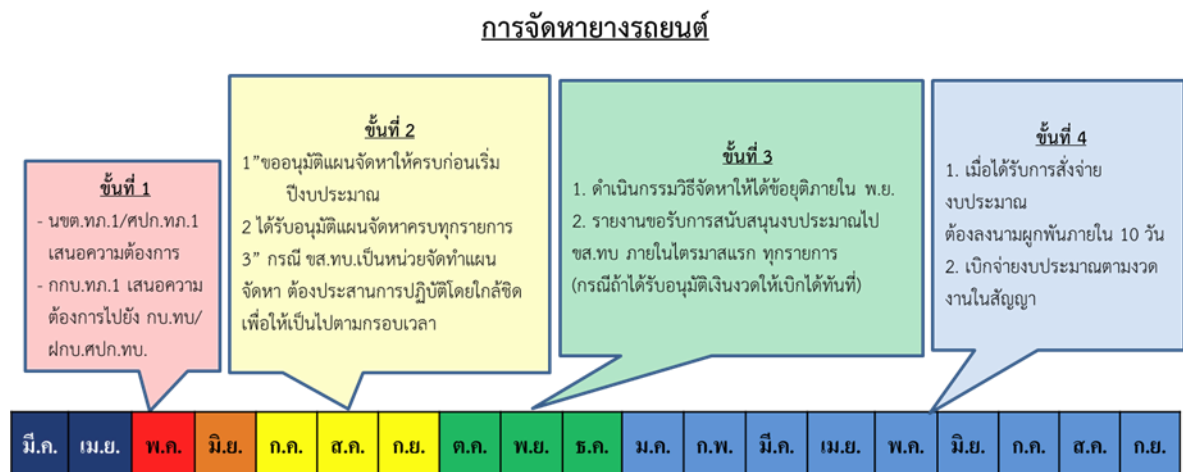 การจัดหายางรถยนต์
ขั้นที่ 1
- นขต.ทภ.1/ศปก.ทภ.1
เสนอความต้องการ
- กกบ.ทภ.1 เสนอความ
ต้องการไปยัง กบ.ทบ/
ฝกบ.ศปก.ทบ.
ขั้นที่ 2
1”ขออนุมัติแผนจัดหาให้ครบก่อนเริ่ม
ปีงบประมาณ
2 ได้รับอนุมัติแผนจัดหาครบทุกรายการ
3” กรณี ขส.ทบ.เป็นหน่วยจัดทำแผน
จัดหา ต้องประสานการปฏิบัติโดยใกล้ชิด
เพื่อให้เป็นไปตามกรอบเวลา
ขั้นที่ 3
1. ดำเนินกรรมวิธีจัดหาให้ได้ข้อยุติภายใน พ.ย.
2. รายงานขอรับการสนับสนุนงบประมาณไป
ขส.ทบ ภายในไตรมาสแรก ทุกรายการ
(กรณีถ้าได้รับอนุมัติเงินงวดให้เบิกได้ทันที่)
ขั้นที่ 4
1. เมื่อได้รับการสั่งจ่าย
งบประมาณ
ต้องลงนามผูกพันภายใน 10 วัน
2. เบิกจ่ายงบประมาณตามงวด
งานในสัญญา
มี.ค. เม.ย. พ.ค. มิ.ย. ก.ค. ส.ค. ก.ย. ต.ค. พ.ย. ธ.ค. ม.ค. ก.พ. มี.ค. เม.ย. พ.ค. มิ.ย. ก.ค. ส.ค. ก.ย.